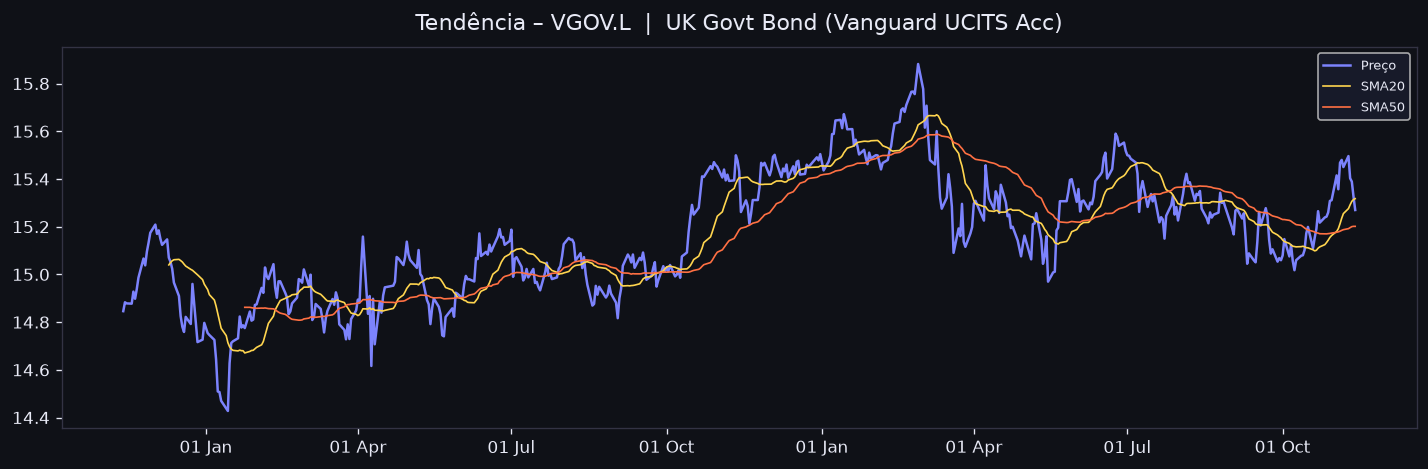 Tendência – VGOV.L | UK Govt Bond (Vanguard UCITS Acc)
Preço
SMA20
SMA50
15.8
15.6
15.4
15.2
15.0
14.8
14.6
14.4
01 Jan
01 Apr
01 Jul
01 Oct
01 Jan
01 Apr
01 Jul
01 Oct